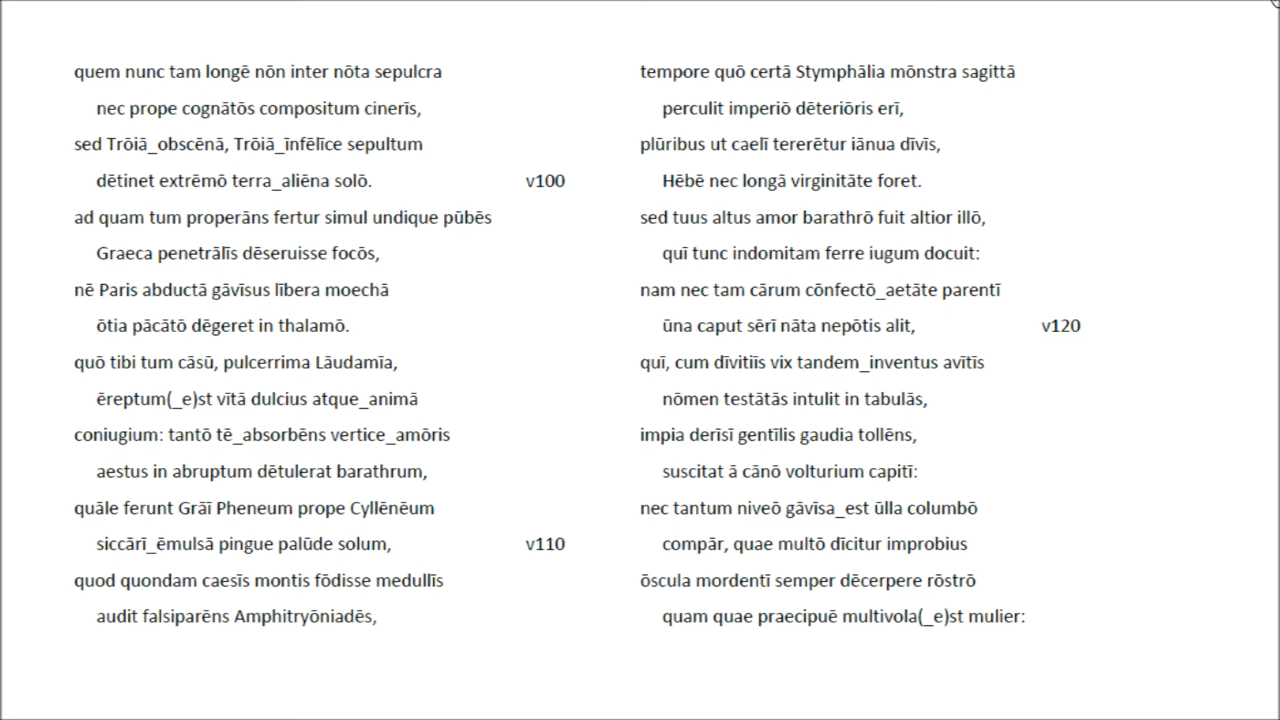 quem nunc tam longē nōn inter nōta sepulcra
nec prope cognātōs compositum cinerīs,
sed Trōiā_obscēnā, Trōiā_īnfēlīce sepultum
dētinet extrēmō terra_aliēna solō. v100
ad quam tum properāns fertur simul undique pūbēs
Graeca penetrālīs dēseruisse focōs,
nē Paris abductā gāvīsus lībera moechā
ōtia pācātō dēgeret in thalamō.
quō tibi tum cāsū, pulcerrima Lāudamīa,
ēreptum(_e)st vītā dulcius atque_animā
coniugium: tantō tē_absorbēns vertice_amōris
aestus in abruptum dētulerat barathrum,
quāle ferunt Grāī Pheneum prope Cyllēnēum
siccārī_ēmulsā pingue palūde solum, v110
quod quondam caesīs montis fōdisse medullīs
audit falsiparēns Amphitryōniadēs,
tempore quō certā Stymphālia mōnstra sagittā
perculit imperiō dēteriōris erī,
plūribus ut caelī tererētur iānua dīvīs,
Hēbē nec longā virginitāte foret.
sed tuus altus amor barathrō fuit altior illō,
quī tunc indomitam ferre iugum docuit:
nam nec tam cārum cōnfectō_aetāte parentī
ūna caput sērī nāta nepōtis alit, v120
quī, cum dīvitiīs vix tandem_inventus avītīs
nōmen testātās intulit in tabulās,
impia derīsī gentīlis gaudia tollēns,
suscitat ā cānō volturium capitī:
nec tantum niveō gāvīsa_est ūlla columbō
compār, quae multō dīcitur improbius
ōscula mordentī semper dēcerpere rōstrō
quam quae praecipuē multivola(_e)st mulier: